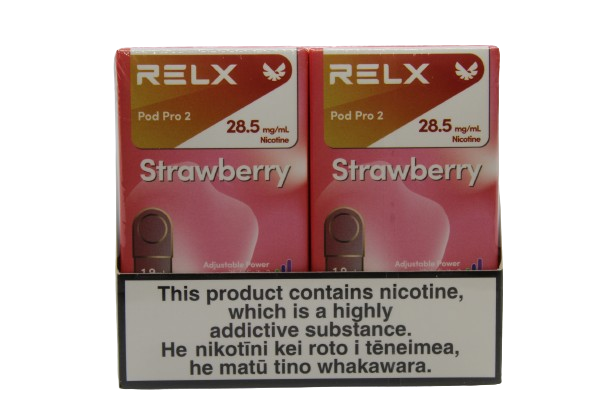 RELX
Pod Pro 2
28.5 mg/mL
Nicotine
Strawberry
Adjustable Power
RELX
Pod Pro 2
28.5 mg/mL
Nicotine
Strawberry
Adjustable Power
This product contains nicotine,
which is a highly
addictive substance.
He nikotīni kei roto i tēneimea,
he matū tino whakawara.